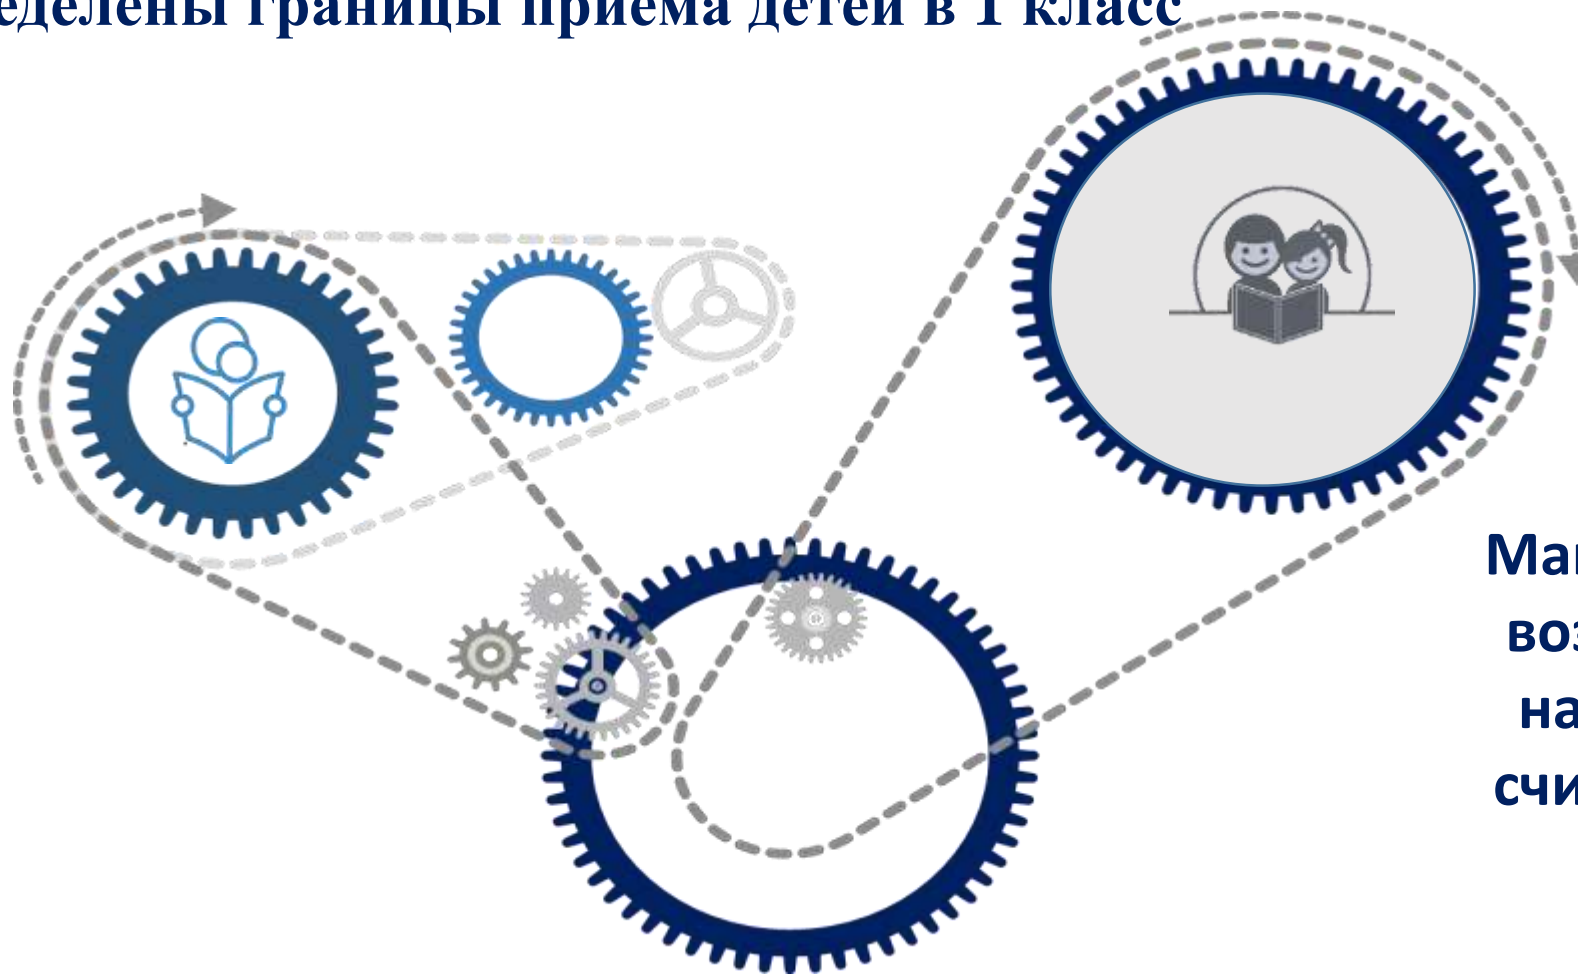 еделены границы приема детей в 1 класс
Ма
воз
на
счи